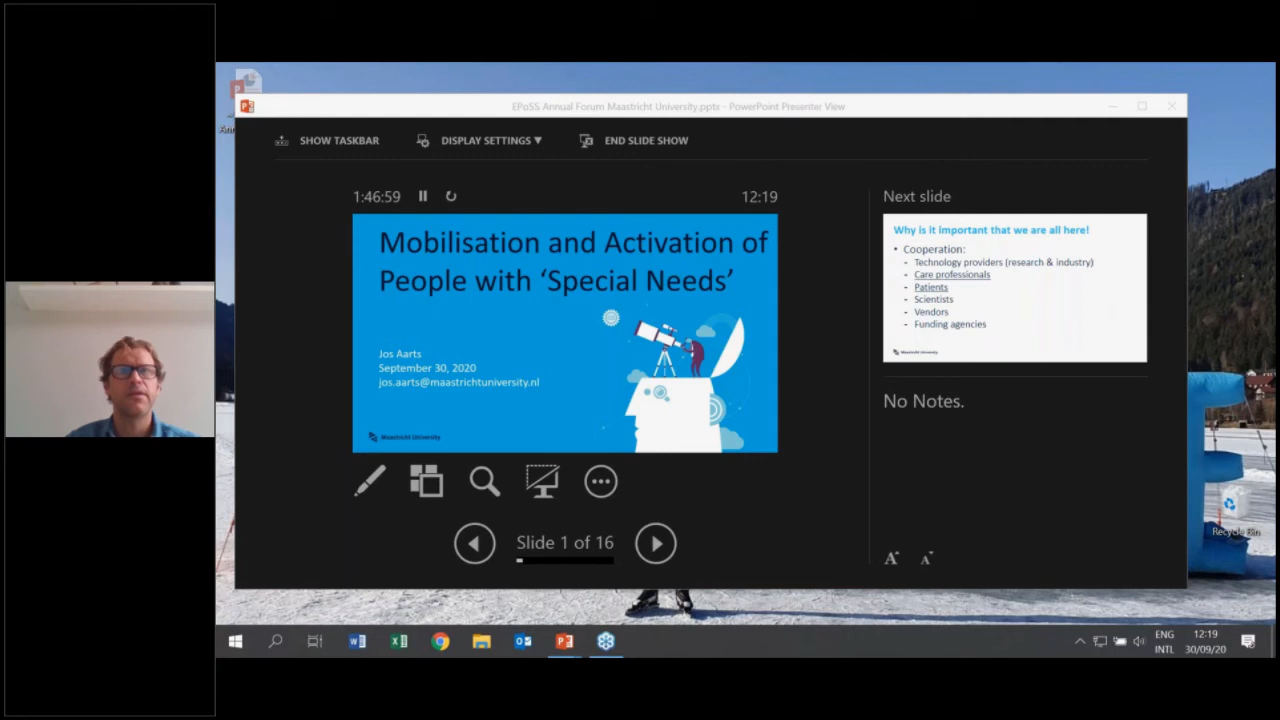 EPoSS Annual Forum Maastricht University.pptx - PowerPoint Presenter View
SHOW TASKBAR
DISPLAY SETTINGS ▼
END SLIDE SHOW
1:46:59
12:19
Mobilisation and Activation of
People with ‘Special Needs’
Jos Aarts
September 30, 2020
jos.aarts@maastrichtuniversity.nl
Maastricht University
Slide 1 of 16
Next slide
Why is it important that we are all here!
• Cooperation:
- Technology providers (research & industry)
- Care professionals
- Patients
- Scientists
- Vendors
- Funding agencies
Maastricht University
No Notes.
A A
Recycle Bin
ENG
INTL
12:19
30/09/20